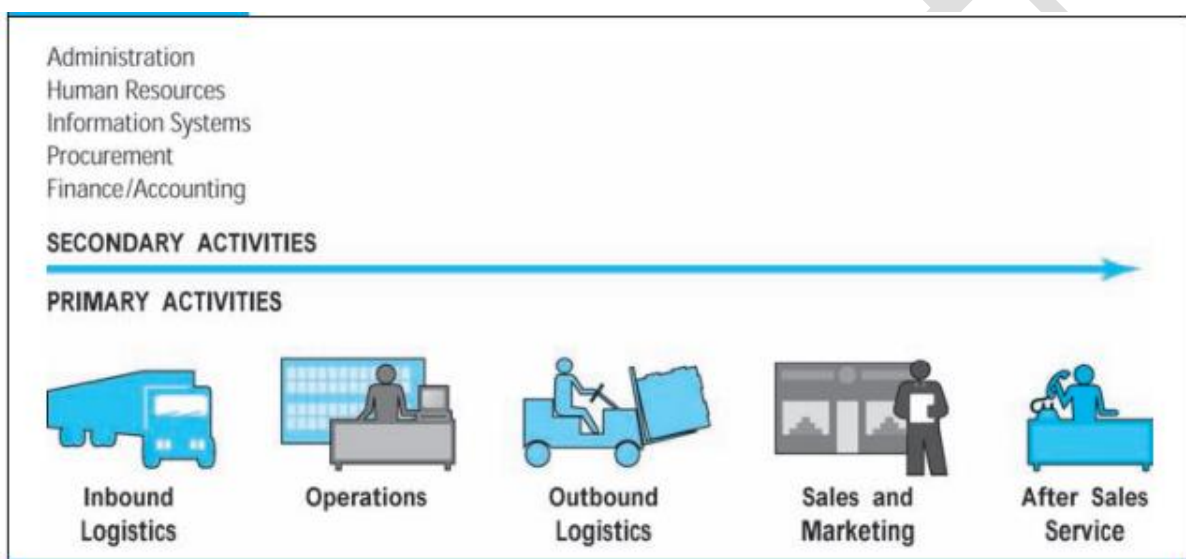 Administration
Human Resources
Information Systems
Procurement
Finance/Accounting
SECONDARY ACTIVITIES
PRIMARY ACTIVITIES
Inbound
Logistics
Operations
Outbound
Logistics
Sales and
Marketing
After Sales
Service